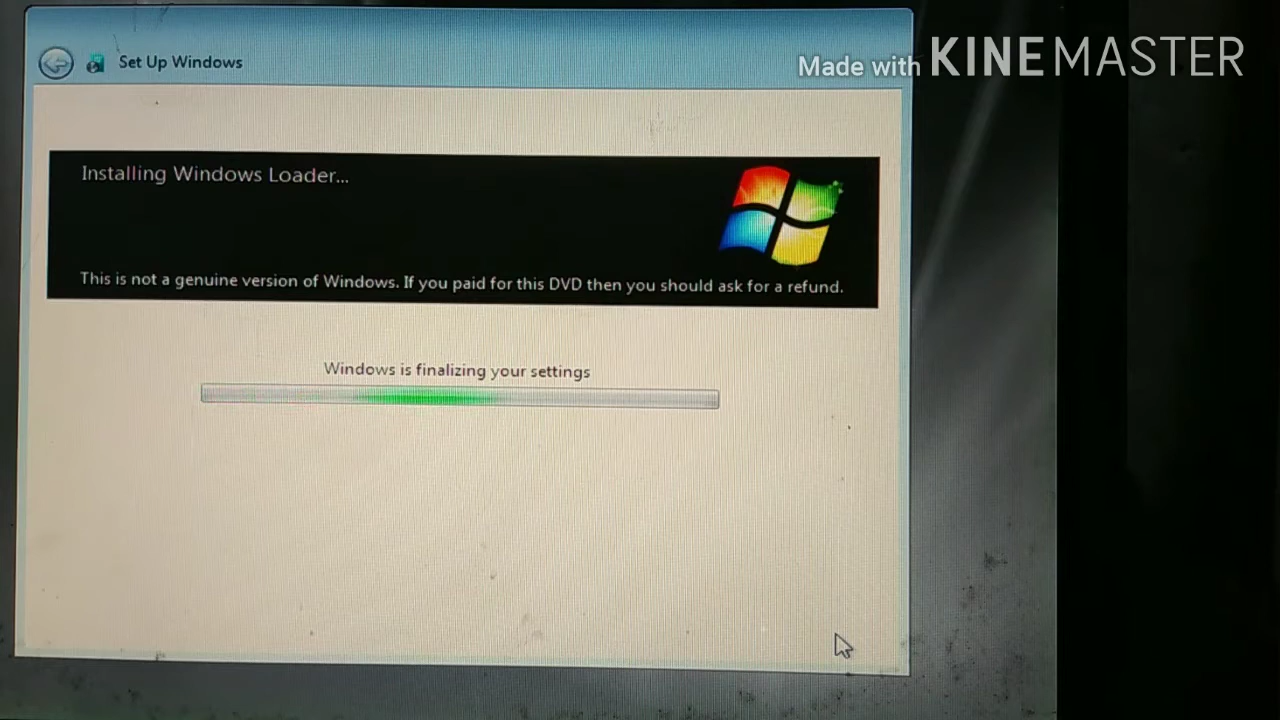 Set Up Windows
Made with KINEMASTER
Installing Windows Loader...
This is not a genuine version of Windows. If you paid for this DVD then you should ask for a refund.
Windows is finalizing your settings